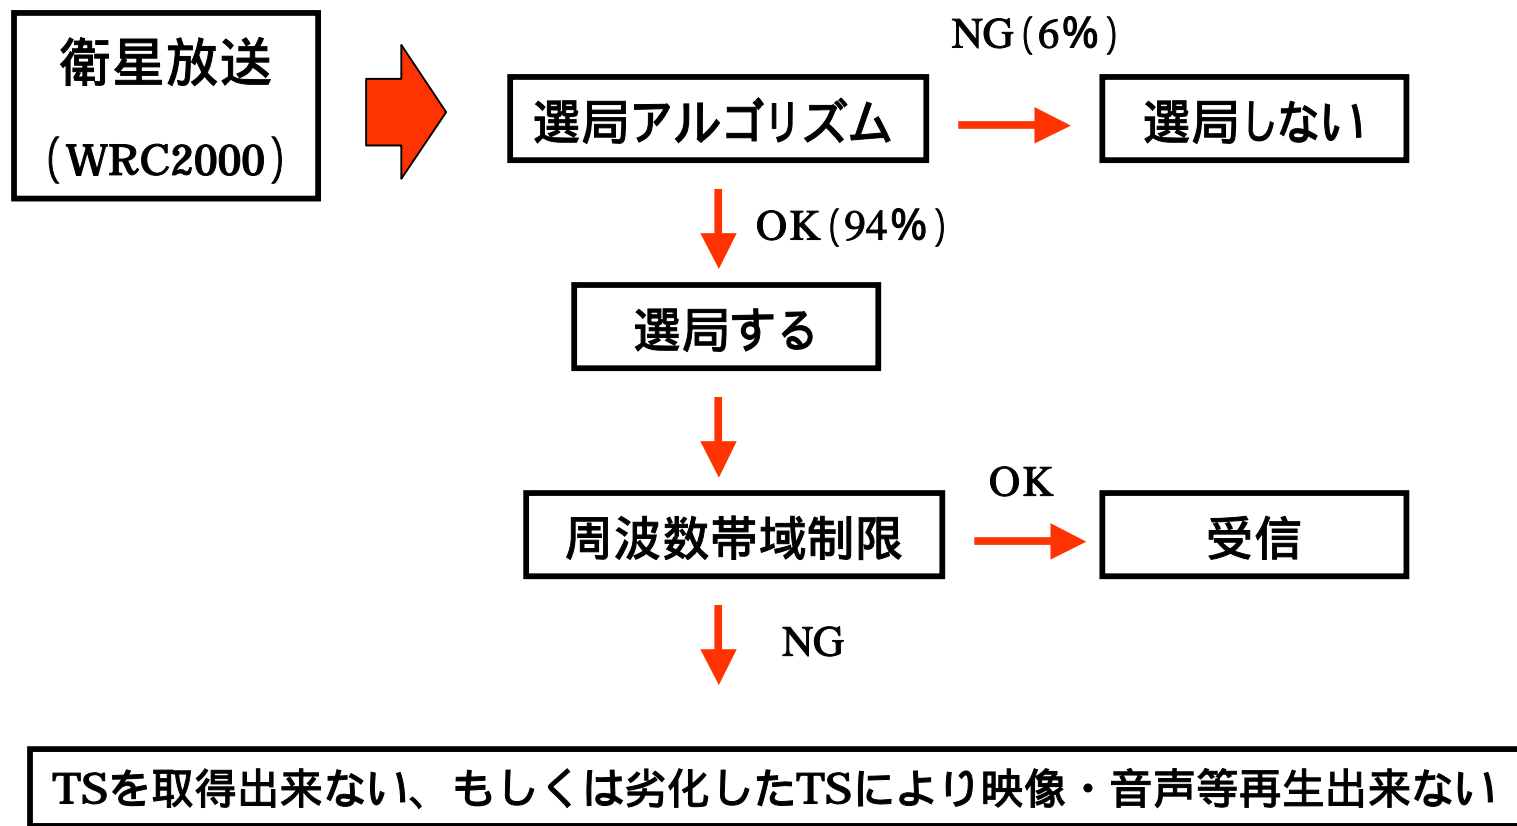 衛星放送
（WRC2000）
NG（6％）
選局アルゴリズム
選局しない
OK（94％）
選局する
周波数帯域制限
OK
受信
NG
TSを取得出来ない、もしくは劣化したTSにより映像・音声等再生出来ない